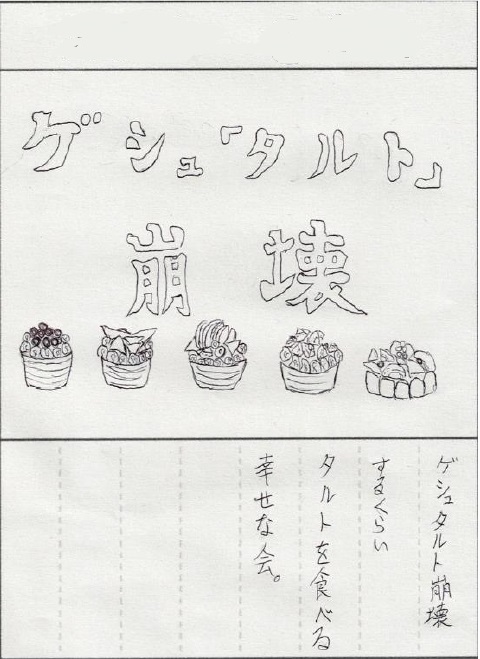 ゲシュ「タルト」
崩壊
ゲシュタルト崩壊
するくらい
タルトを食べる
幸せな会。